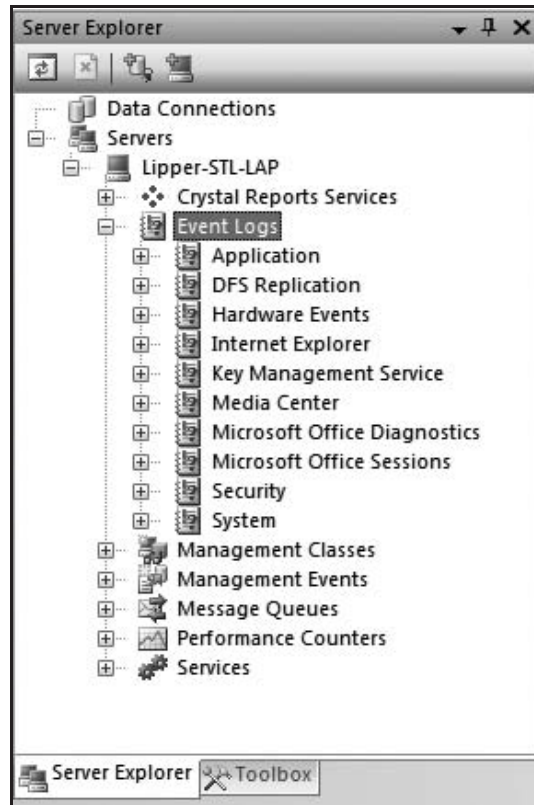 Server Explorer
Data Connections
Servers
Lipper-STL-LAP
Crystal Reports Services
Event Logs
Application
DFS Replication
Hardware Events
Internet Explorer
Key Management Service
Media Center
Microsoft Office Diagnostics
Microsoft Office Sessions
Security
System
Management Classes
Management Events
Message Queues
Performance Counters
Services
Server Explorer Toolbox